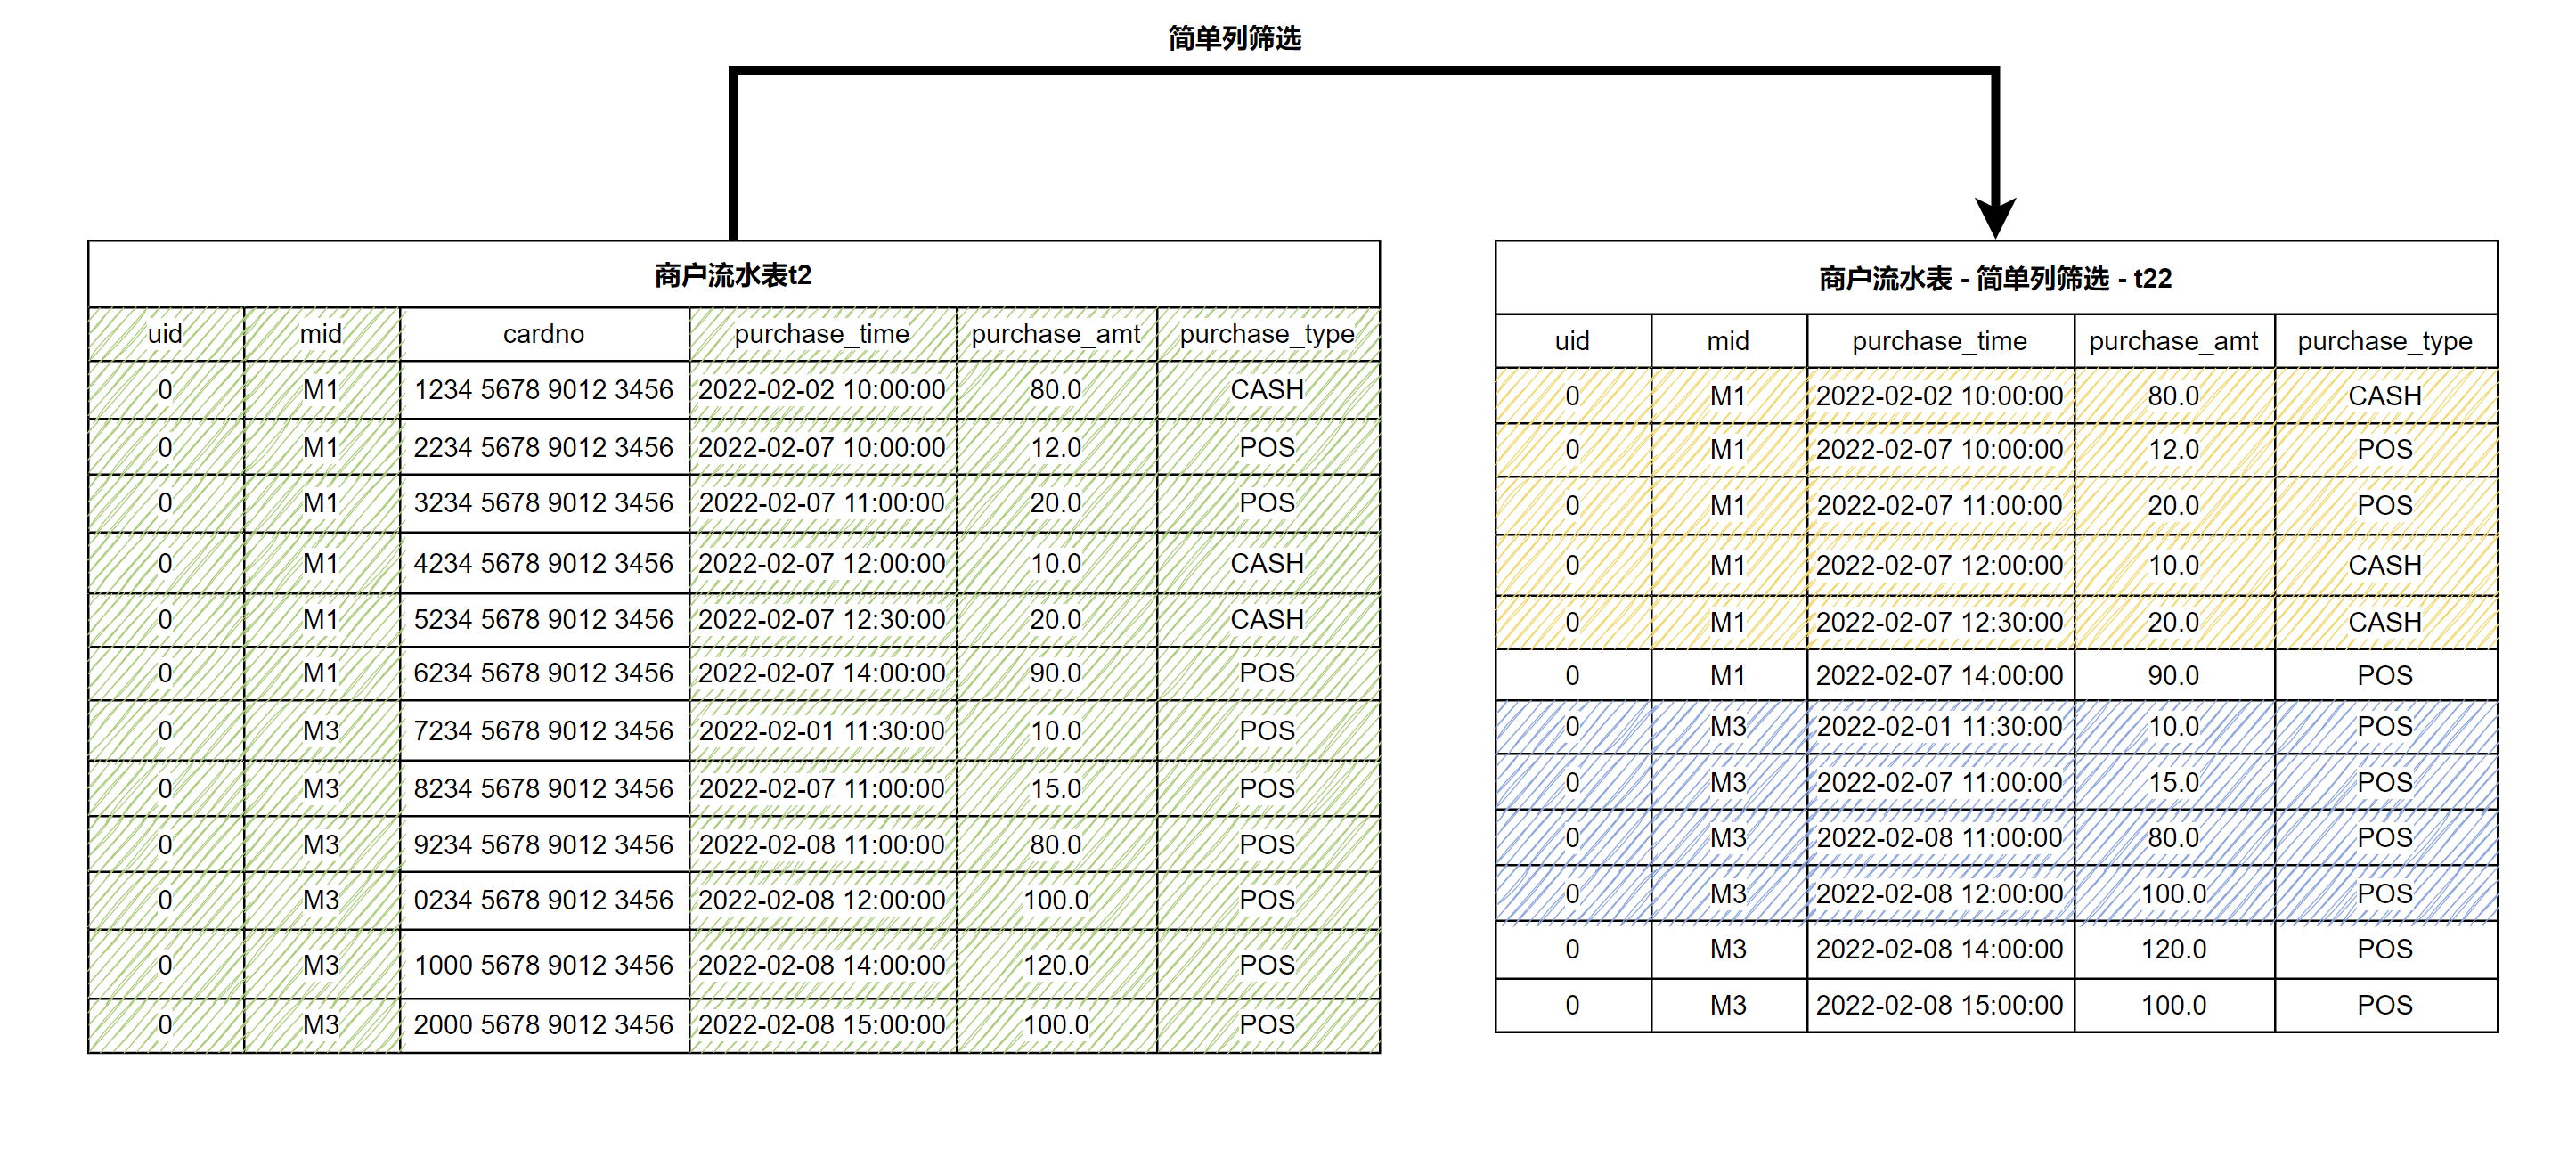 简单列筛选
商户流水表t2
uid mid cardno purchase_time purchase_amt purchase_type
0 M1 1234 5678 9012 3456 2022-02-02 10:00:00 80.0 CASH
0 M1 2234 5678 9012 3456 2022-02-07 10:00:00 12.0 POS
0 M1 3234 5678 9012 3456 2022-02-07 11:00:00 20.0 POS
0 M1 4234 5678 9012 3456 2022-02-07 12:00:00 10.0 CASH
0 M1 5234 5678 9012 3456 2022-02-07 12:30:00 20.0 CASH
0 M1 6234 5678 9012 3456 2022-02-07 14:00:00 90.0 POS
0 M3 7234 5678 9012 3456 2022-02-01 11:30:00 10.0 POS
0 M3 8234 5678 9012 3456 2022-02-07 11:00:00 15.0 POS
0 M3 9234 5678 9012 3456 2022-02-08 11:00:00 80.0 POS
0 M3 0234 5678 9012 3456 2022-02-08 12:00:00 100.0 POS
0 M3 1000 5678 9012 3456 2022-02-08 14:00:00 120.0 POS
0 M3 2000 5678 9012 3456 2022-02-08 15:00:00 100.0 POS
商户流水表 - 简单列筛选 - t22
uid mid purchase_time purchase_amt purchase_type
0 M1 2022-02-02 10:00:00 80.0 CASH
0 M1 2022-02-07 10:00:00 12.0 POS
0 M1 2022-02-07 11:00:00 20.0 POS
0 M1 2022-02-07 12:00:00 10.0 CASH
0 M1 2022-02-07 12:30:00 20.0 CASH
0 M1 2022-02-07 14:00:00 90.0 POS
0 M3 2022-02-01 11:30:00 10.0 POS
0 M3 2022-02-07 11:00:00 15.0 POS
0 M3 2022-02-08 11:00:00 80.0 POS
0 M3 2022-02-08 12:00:00 100.0 POS
0 M3 2022-02-08 14:00:00 120.0 POS
0 M3 2022-02-08 15:00:00 100.0 POS